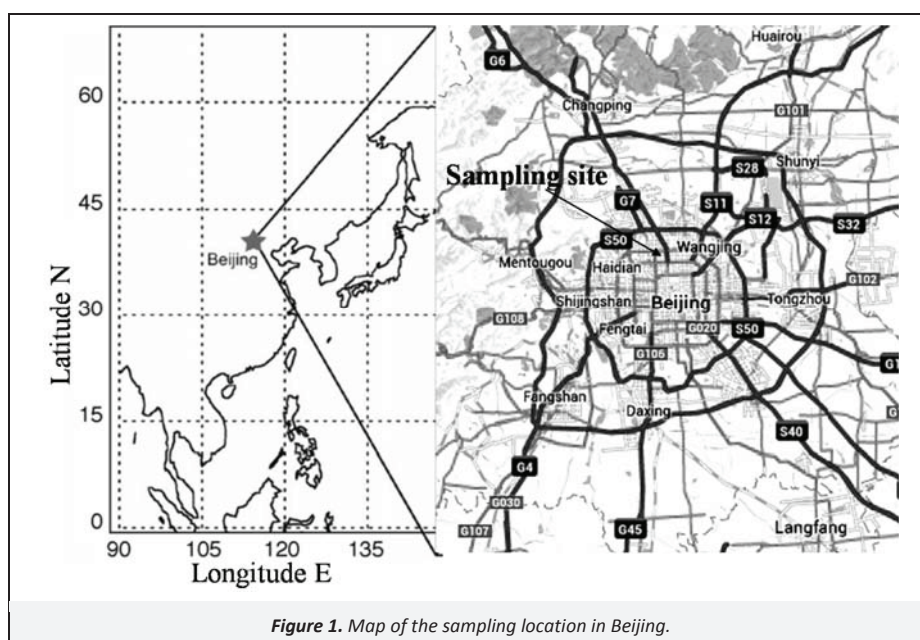 60
45
30
15
0
90 105 120 135
Latitude N
Longitude E
Beijing
Huairou
G6
Changping
G101
Shunyi
S28
Sampling site
G7
S11
S12
S32
S50
Wangjing
Mentougou
Haidian
G102
Shijingshan
Beijing
Tongzhou
G108
Fengtai
G020
S50
G106
G1
Fangshan
Daxing
S40
G4
G030
G107
G45
Langfang
Figure 1. Map of the sampling location in Beijing.